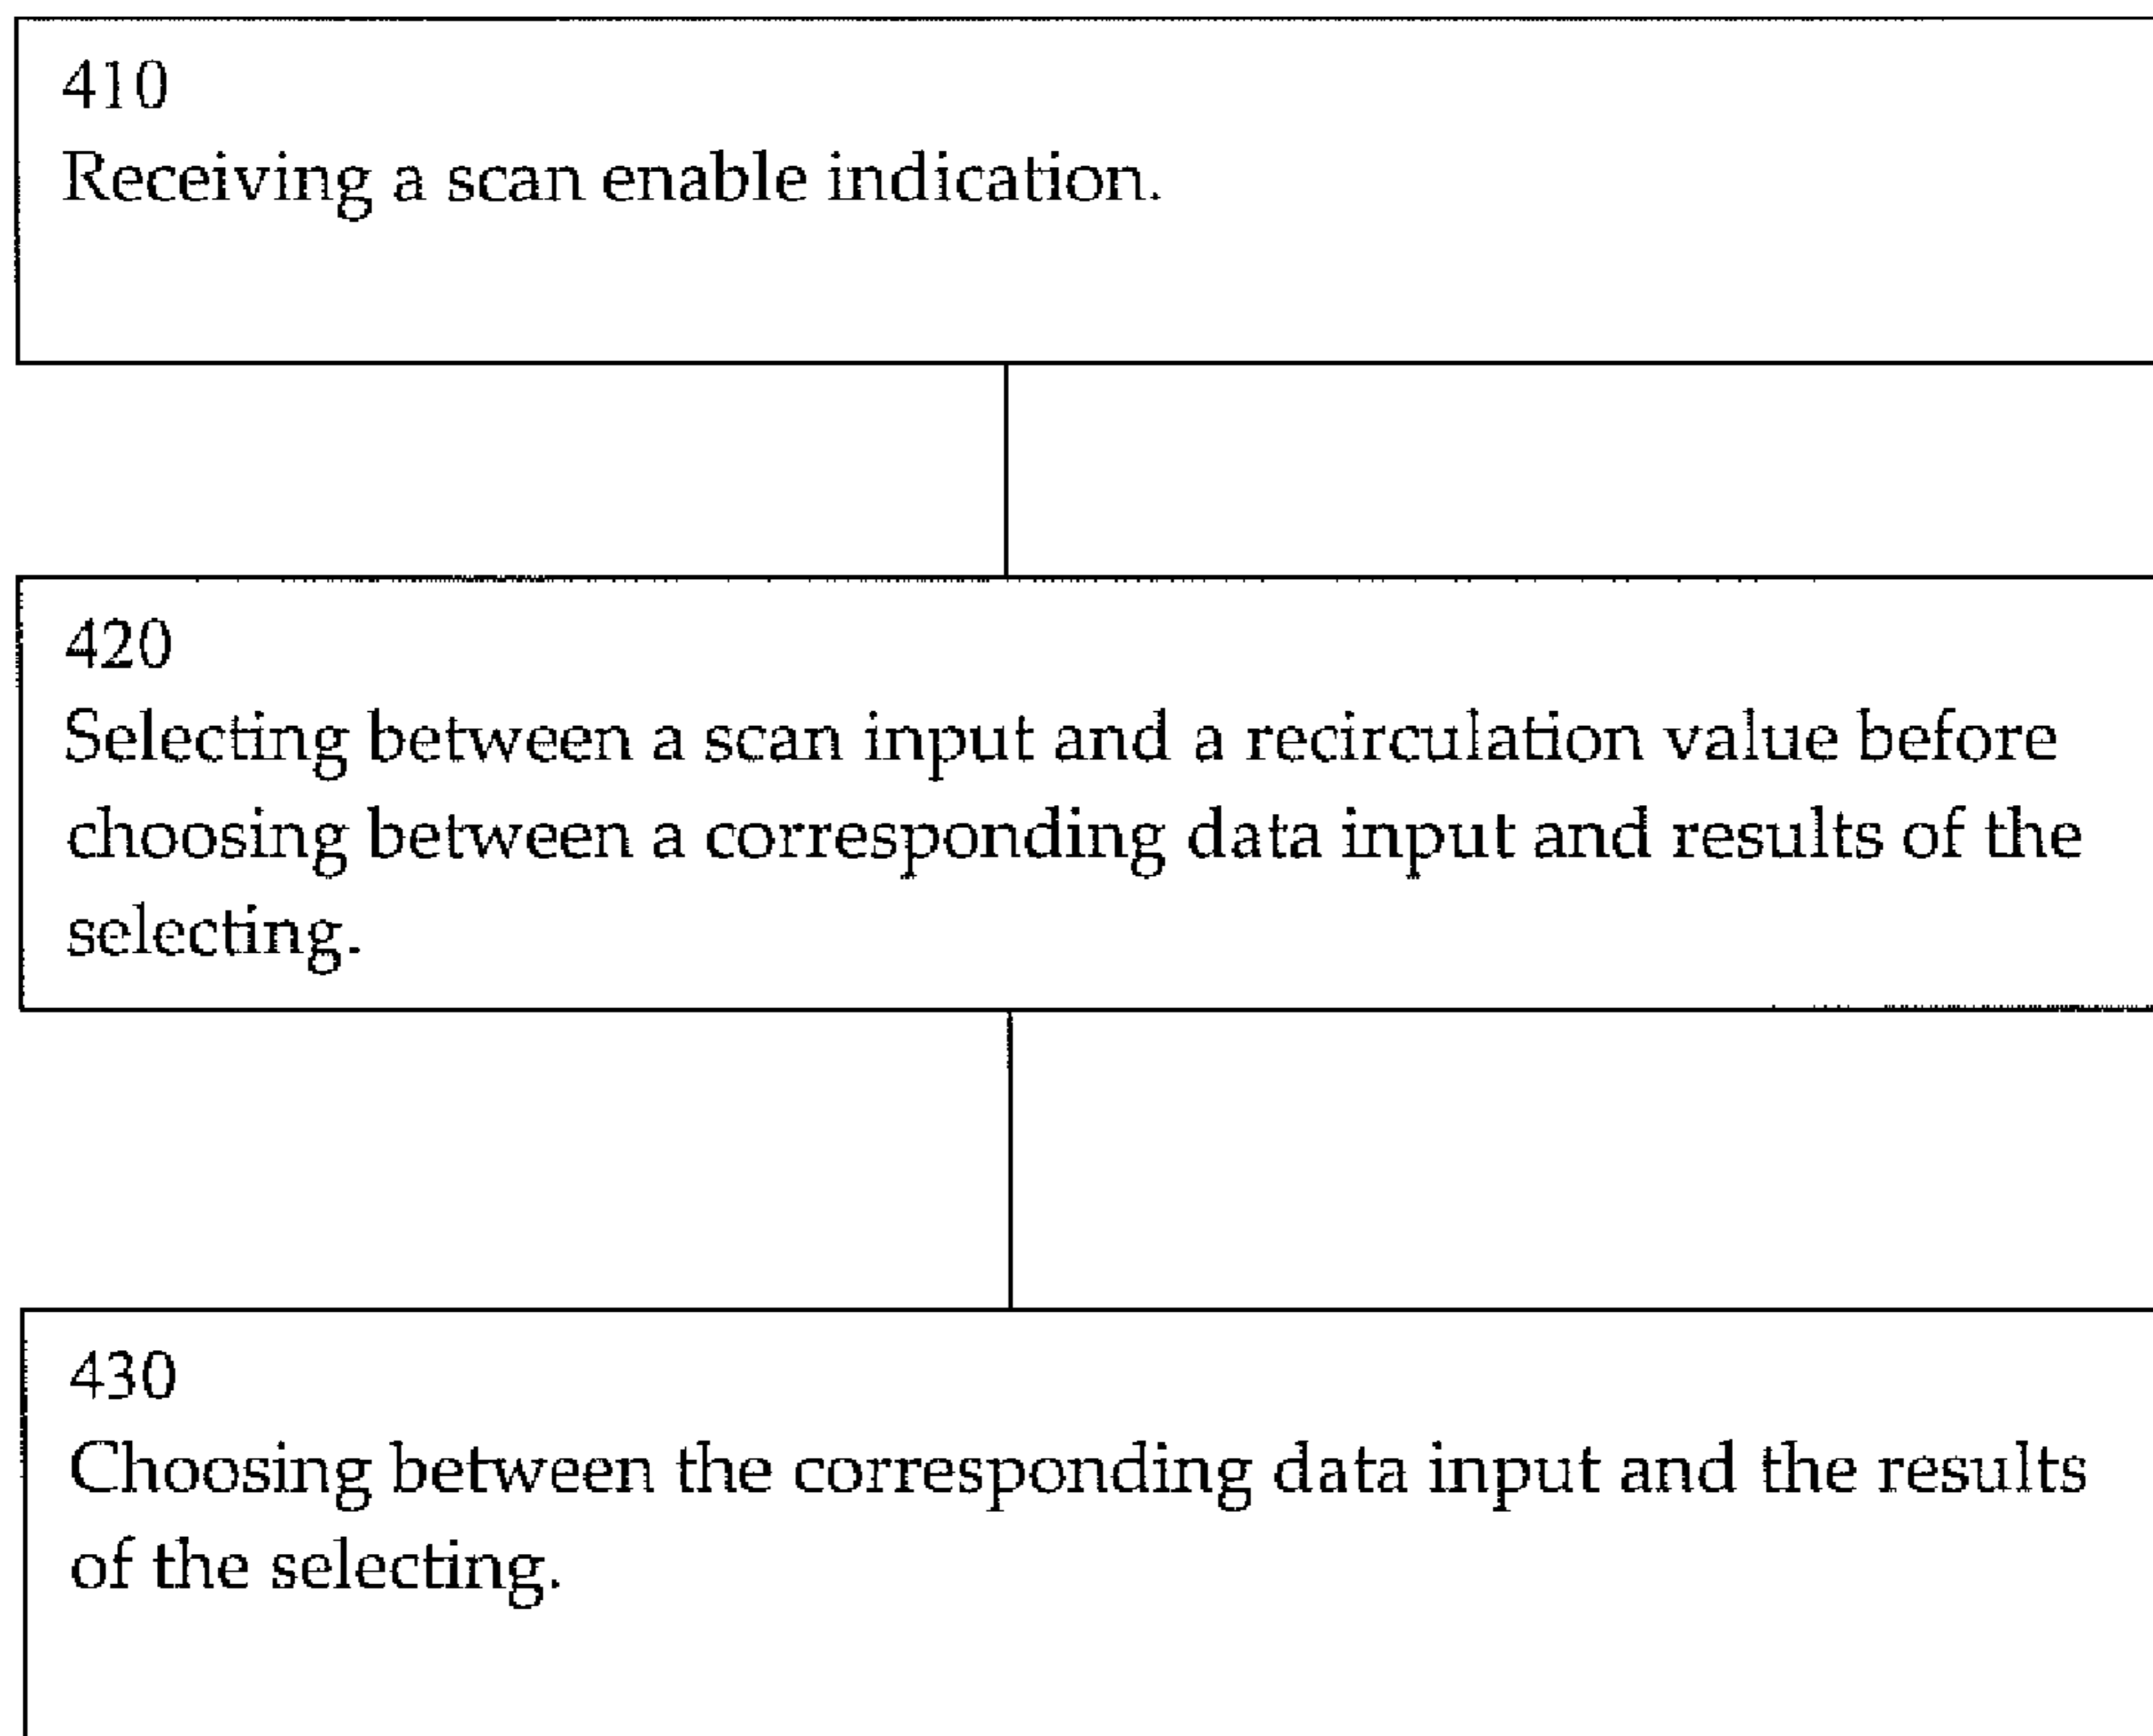 410
Receiving a scan enable indication.
420
Selecting between a scan input and a recirculation value before
choosing between a corresponding data input and results of the
selecting.
430
Choosing between the corresponding data input and the results
of the selecting.